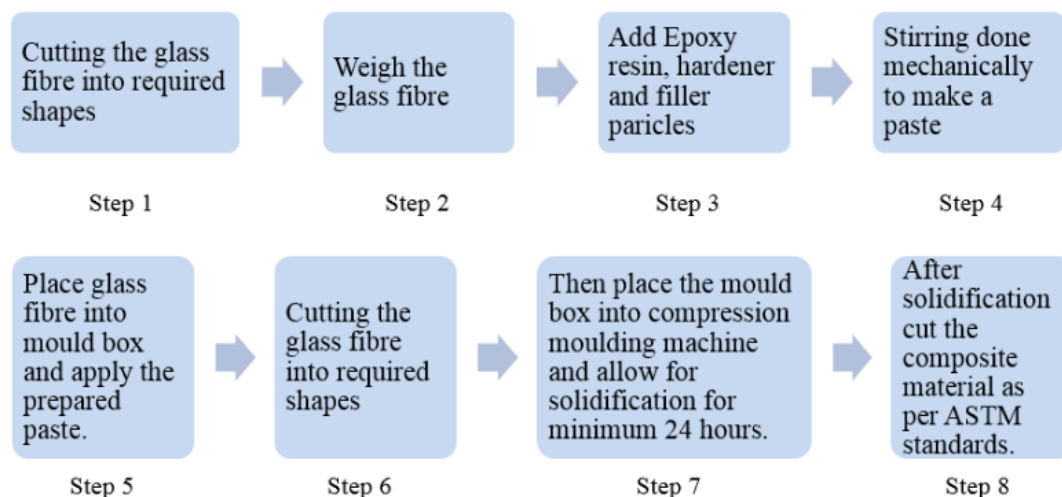 Cutting the glass
fibre into required
shapes
Weigh the
glass fibre
Add Epoxy
resin, hardener
and filler
paricles
Stirring done
mechanically
to make a
paste
Step 1
Step 2
Step 3
Step 4
Place glass
fibre into
mould box
and apply the
prepared
paste.
Cutting the
glass fibre
into required
shapes
Then place the mould
box into compression
moulding machine
and allow for
solidification for
minimum 24 hours.
After
solidification
cut the
composite
material as
per ASTM
standards.
Step 5
Step 6
Step 7
Step 8